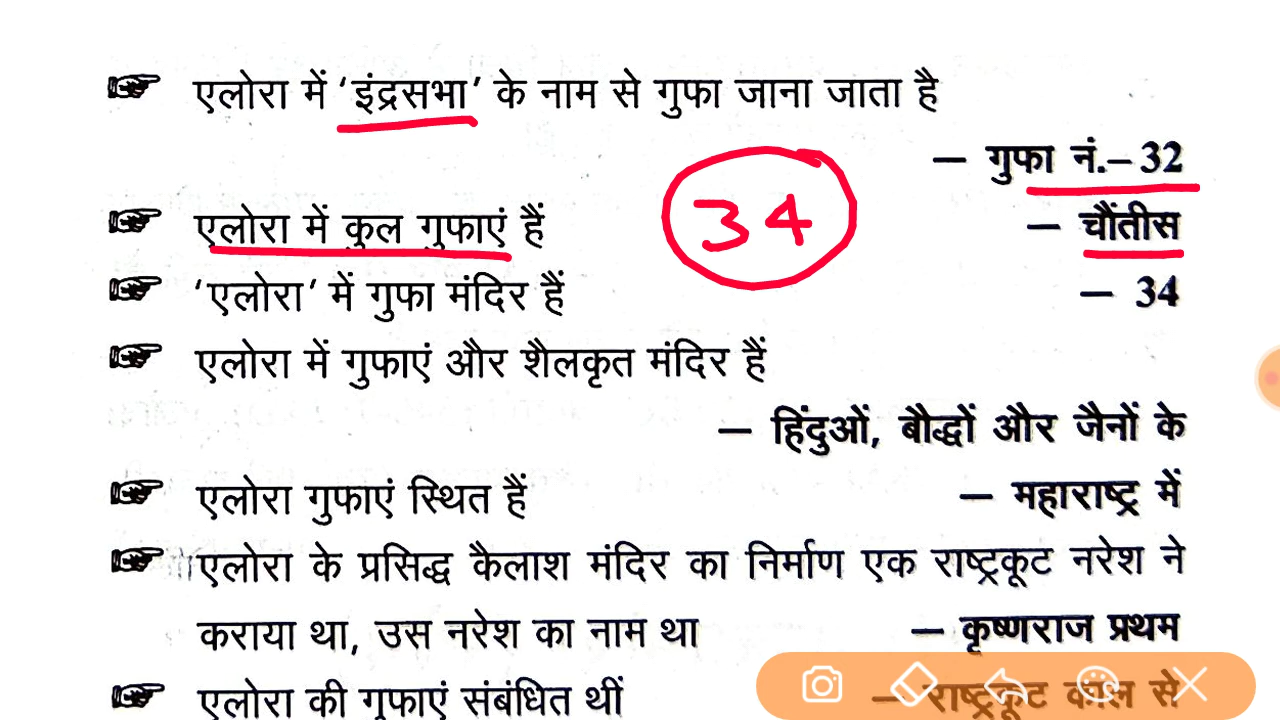 एलोरा में ‘इंद्रसभा’ के नाम से गुफा जाना जाता है
— गुफा नं.–32
एलोरा में कुल गुफाएं हैं — चौंतीस
34
‘एलोरा’ में गुफा मंदिर हैं — 34
एलोरा में गुफाएं और शैलकृत मंदिर हैं
— हिंदुओं, बौद्धों और जैनों के
एलोरा गुफाएं स्थित हैं — महाराष्ट्र में
एलोरा के प्रसिद्ध कैलाश मंदिर का निर्माण एक राष्ट्रकूट नरेश ने
कराया था, उस नरेश का नाम था — कृष्णराज प्रथम
एलोरा की गुफाएं संबंधित थीं — राष्ट्रकूट काल से